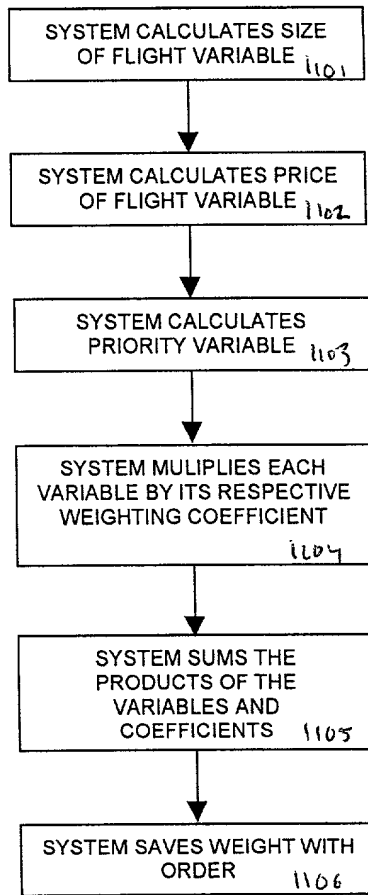 SYSTEM CALCULATES SIZE
OF FLIGHT VARIABLE 1101
SYSTEM CALCULATES PRICE
OF FLIGHT VARIABLE 1102
SYSTEM CALCULATES
PRIORITY VARIABLE 1103
SYSTEM MULIPLIES EACH
VARIABLE BY ITS RESPECTIVE
WEIGHTING COEFFICIENT
1104
SYSTEM SUMS THE
PRODUCTS OF THE
VARIABLES AND
COEFFICIENTS 1105
SYSTEM SAVES WEIGHT WITH
ORDER 1106